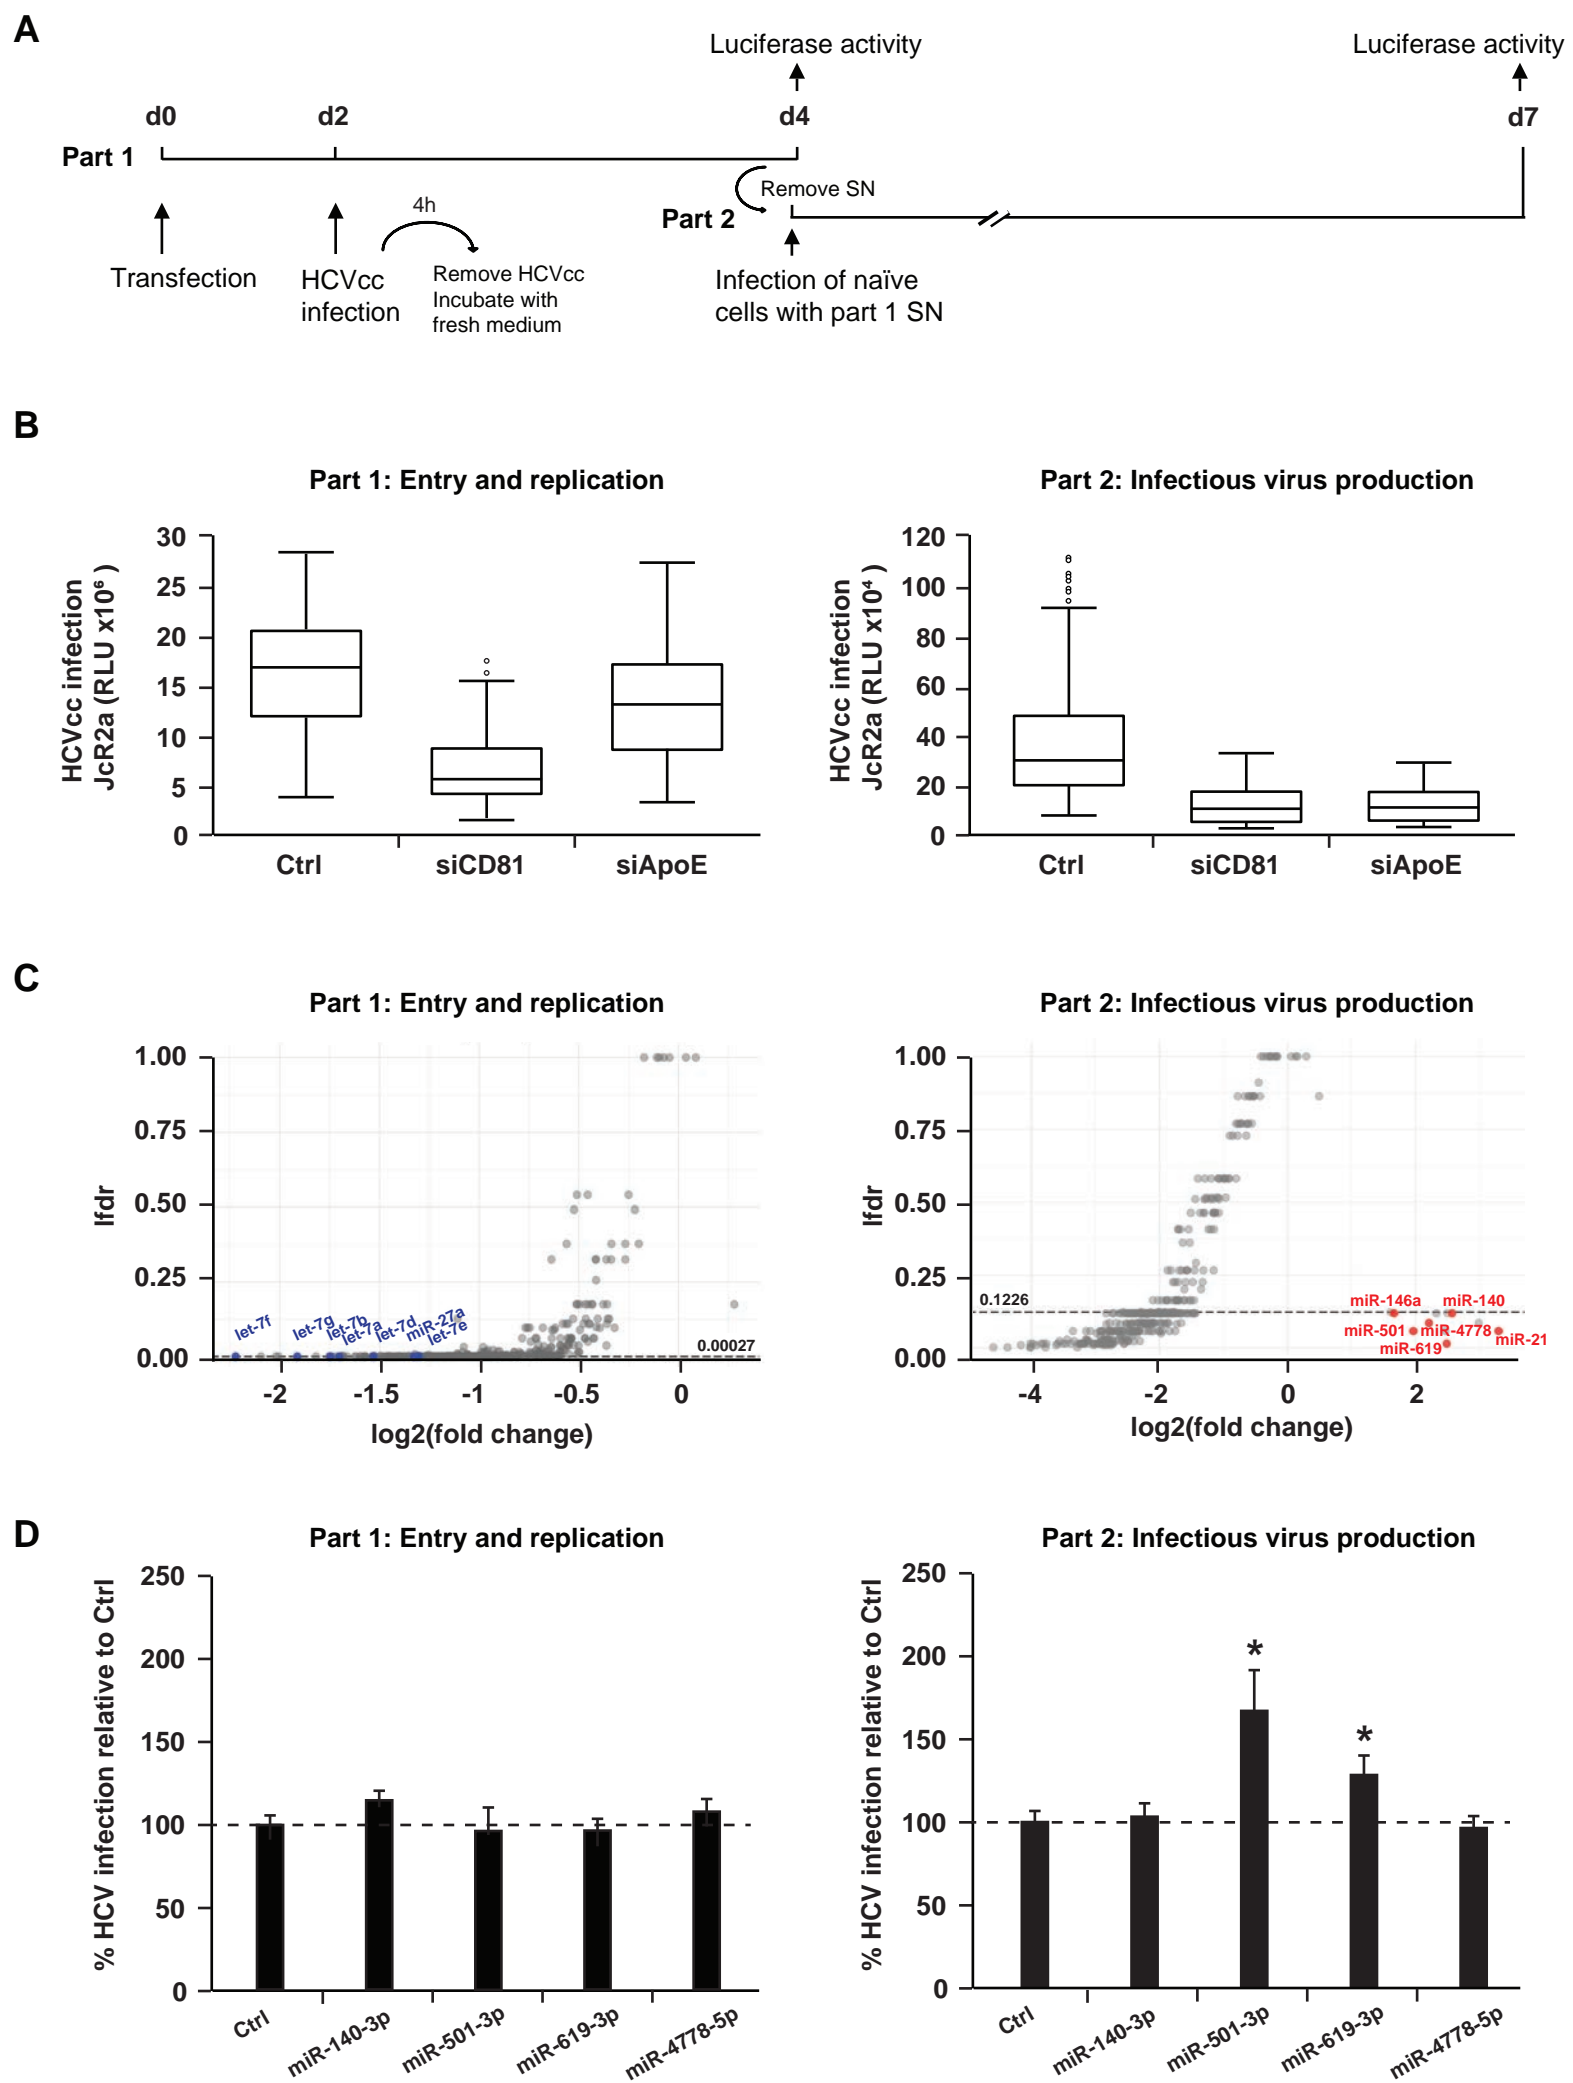 A
Luciferase activity
Luciferase activity
d0
d2
d4
d7
Part 1
Remove SN
Part 2
4h
Transfection
HCVcc
infection
Remove HCVcc
Incubate with
fresh medium
Infection of naïve
cells with part 1 SN
B
Part 1: Entry and replication
HCVcc infection
JcR2a (RLU x10⁶ )
30
25
20
15
10
5
0
Ctrl
siCD81
siApoE
Part 2: Infectious virus production
HCVcc infection
JcR2a (RLU x10⁴ )
120
100
80
60
40
20
0
Ctrl
siCD81
siApoE
C
Part 1: Entry and replication
lfdr
1.00
0.75
0.50
0.25
0.00
let-7f
let-7g
let-7b
let-7a
let-7d
miR-27a
let-7e
0.00027
-2
-1.5
-1
-0.5
0
log2(fold change)
Part 2: Infectious virus production
lfdr
1.00
0.75
0.50
0.25
0.00
0.1226
miR-146a
miR-140
miR-501
miR-4778
miR-21
miR-619
-4
-2
0
2
log2(fold change)
D
Part 1: Entry and replication
% HCV infection relative to Ctrl
250
200
150
100
50
0
Ctrl
miR-140-3p
miR-501-3p
miR-619-3p
miR-4778-5p
Part 2: Infectious virus production
% HCV infection relative to Ctrl
250
200
150
100
50
0
*
*
Ctrl
miR-140-3p
miR-501-3p
miR-619-3p
miR-4778-5p